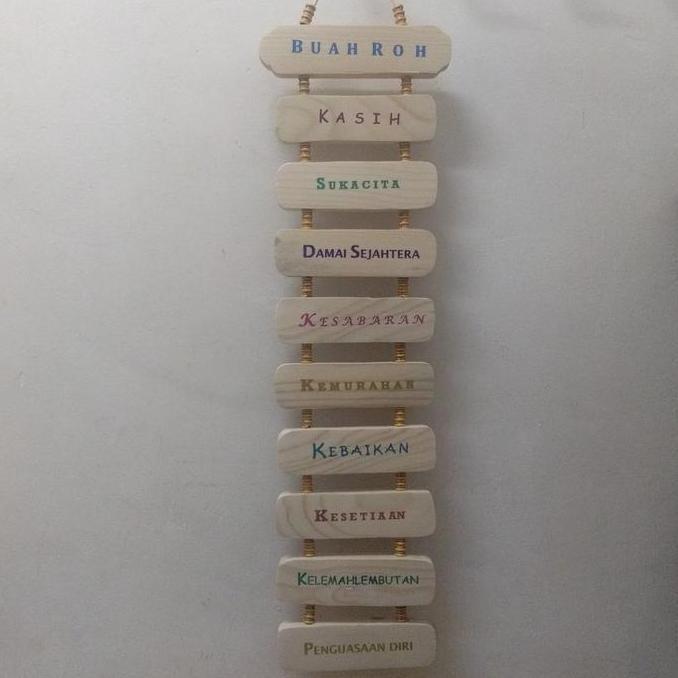 BUAH ROH
KASIH
SUKACITA
DAMAI SEJAHTERA
KESABARAN
KEMURAHAN
KEBAIKAN
KESETIAAN
KELEMAHLEMBUTAN
PENGUASAAN DIRI